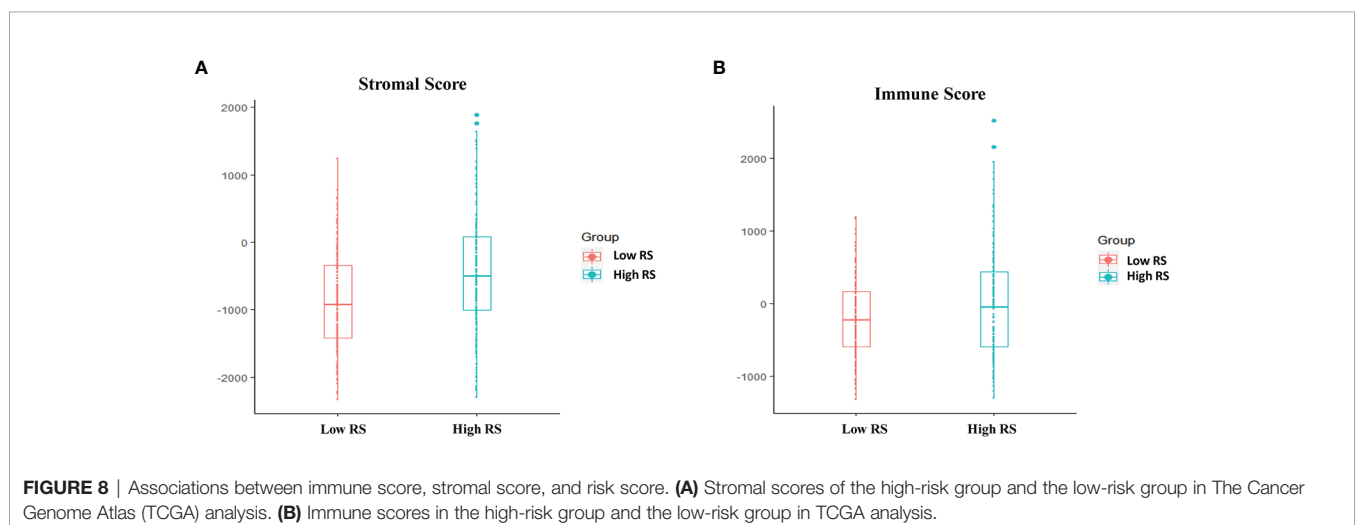 A
Stromal Score
2000
1000
0
-1000
-2000
Low RS
High RS
Group
Low RS
High RS
B
Immune Score
2000
1000
0
-1000
Low RS
High RS
Group
Low RS
High RS
FIGURE 8 | Associations between immune score, stromal score, and risk score. (A) Stromal scores of the high-risk group and the low-risk group in The Cancer
Genome Atlas (TCGA) analysis. (B) Immune scores in the high-risk group and the low-risk group in TCGA analysis.